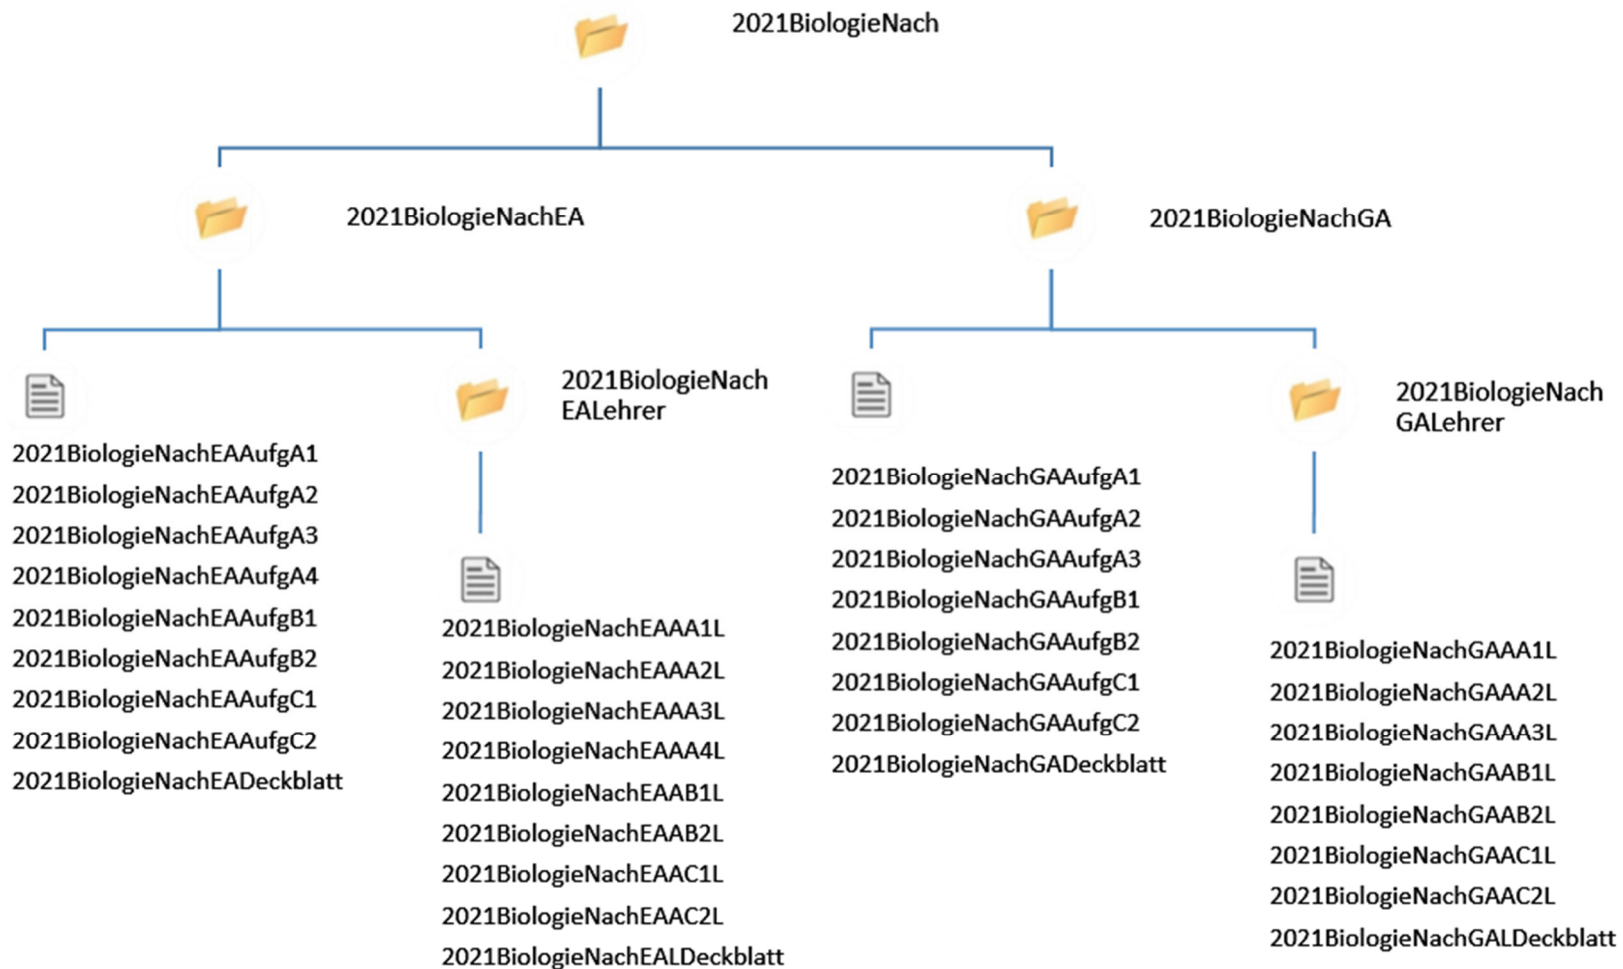 2021BiologieNach
2021BiologieNachEA
2021BiologieNachGA
2021BiologieNachEAAufgA1
2021BiologieNachEAAufgA2
2021BiologieNachEAAufgA3
2021BiologieNachEAAufgA4
2021BiologieNachEAAufgB1
2021BiologieNachEAAufgB2
2021BiologieNachEAAufgC1
2021BiologieNachEAAufgC2
2021BiologieNachEADeckblatt
2021BiologieNach
EALehrer
2021BiologieNachEAAA1L
2021BiologieNachEAAA2L
2021BiologieNachEAAA3L
2021BiologieNachEAAA4L
2021BiologieNachEAAB1L
2021BiologieNachEAAB2L
2021BiologieNachEAAC1L
2021BiologieNachEAAC2L
2021BiologieNachEALDeckblatt
2021BiologieNachGAAufgA1
2021BiologieNachGAAufgA2
2021BiologieNachGAAufgA3
2021BiologieNachGAAufgB1
2021BiologieNachGAAufgB2
2021BiologieNachGAAufgC1
2021BiologieNachGAAufgC2
2021BiologieNachGADeckblatt
2021BiologieNach
GALehrer
2021BiologieNachGAAA1L
2021BiologieNachGAAA2L
2021BiologieNachGAAA3L
2021BiologieNachGAAB1L
2021BiologieNachGAAB2L
2021BiologieNachGAAC1L
2021BiologieNachGAAC2L
2021BiologieNachGALDeckblatt